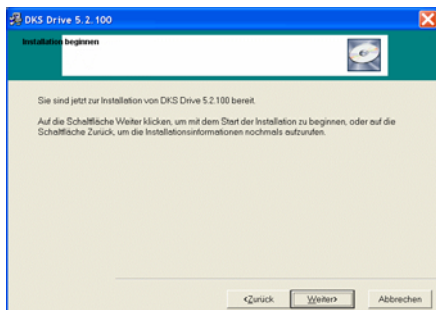 DKS Drive 5.2.100
Installation beginnen
Sie sind jetzt zur Installation von DKS Drive 5.2.100 bereit.
Auf die Schaltfläche Weiter klicken, um mit dem Start der Installation zu beginnen, oder auf die
Schaltfläche Zurück, um die Installationsinformationen nochmals aufzurufen.
<Zurück Weiter> Abbrechen